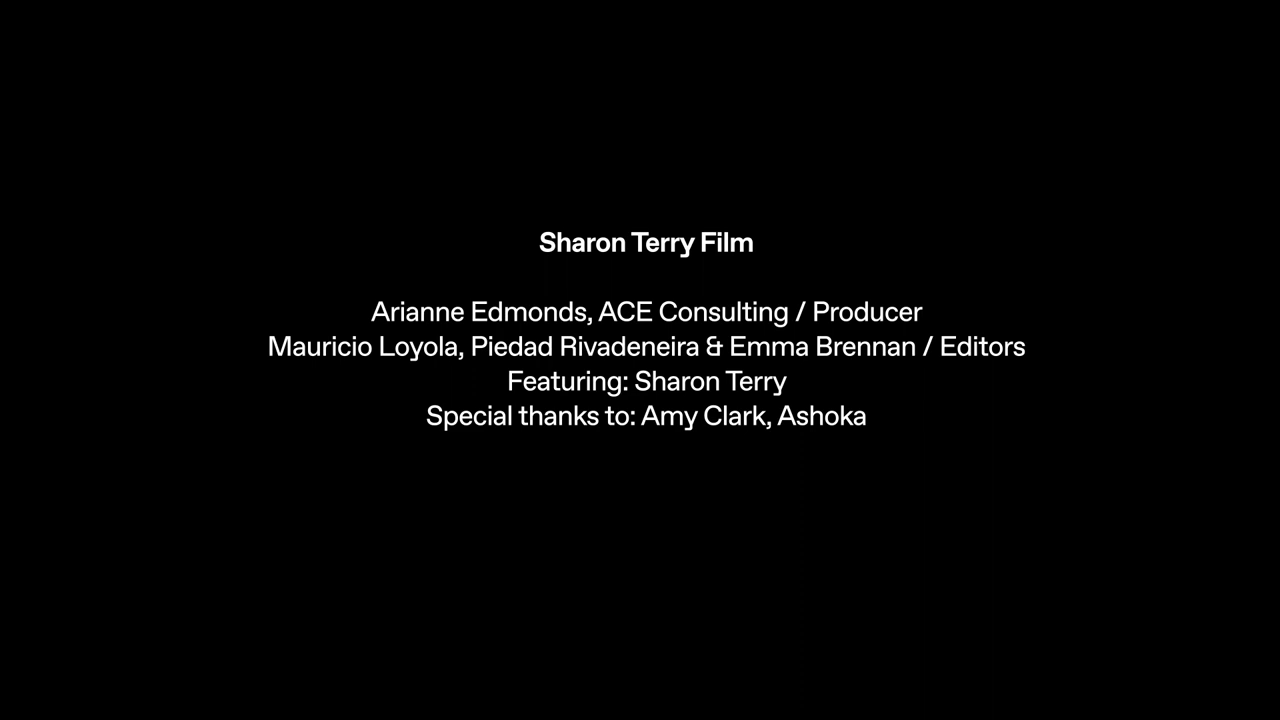 Sharon Terry Film
Arianne Edmonds, ACE Consulting / Producer
Mauricio Loyola, Piedad Rivadeneira & Emma Brennan / Editors
Featuring: Sharon Terry
Special thanks to: Amy Clark, Ashoka